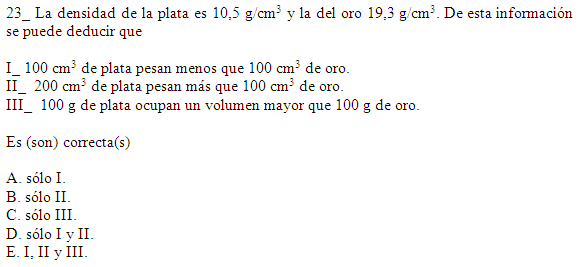 23_ La densidad de la plata es 10,5 g/cm³ y la del oro 19,3 g/cm³. De esta información
se puede deducir que
I_ 100 cm³ de plata pesan menos que 100 cm³ de oro.
II_ 200 cm³ de plata pesan más que 100 cm³ de oro.
III_ 100 g de plata ocupan un volumen mayor que 100 g de oro.
Es (son) correcta(s)
A. sólo I.
B. sólo II.
C. sólo III.
D. sólo I y II.
E. I, II y III.